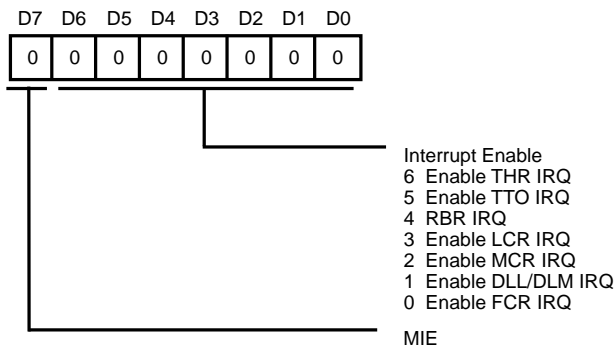 D7 D6 D5 D4 D3 D2 D1 D0
0 0 0 0 0 0 0 0
Interrupt Enable
6 Enable THR IRQ
5 Enable TTO IRQ
4 RBR IRQ
3 Enable LCR IRQ
2 Enable MCR IRQ
1 Enable DLL/DLM IRQ
0 Enable FCR IRQ
MIE